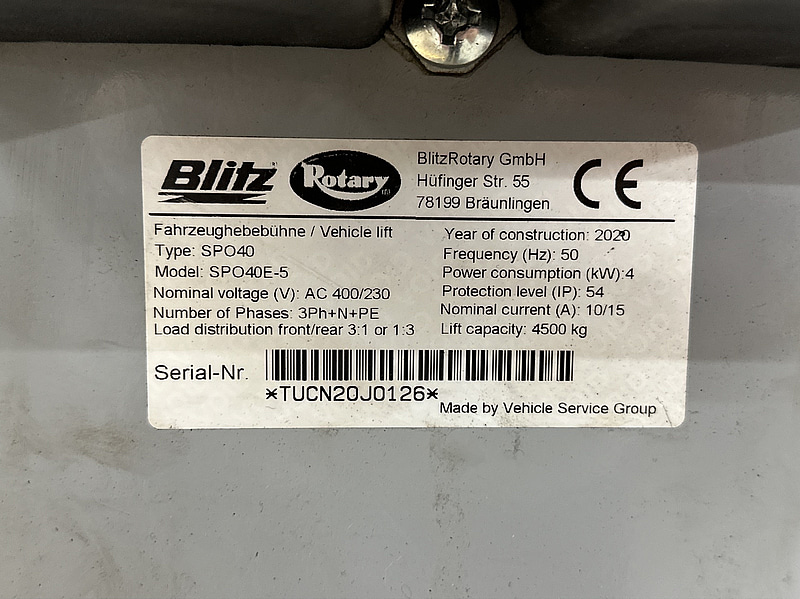 Blitz
Rotary
BlitzRotary GmbH
Hüfinger Str. 55
78199 Bräunlingen
CE
Fahrzeughebebühne / Vehicle lift
Type: SPO40
Model: SPO40E-5
Nominal voltage (V): AC 400/230
Number of Phases: 3Ph+N+PE
Load distribution front/rear 3:1 or 1:3
Year of construction: 2020
Frequency (Hz): 50
Power consumption (kW):4
Protection level (IP): 54
Nominal current (A): 10/15
Lift capacity: 4500 kg
Serial-Nr.
*TUCN20J0126*
Made by Vehicle Service Group